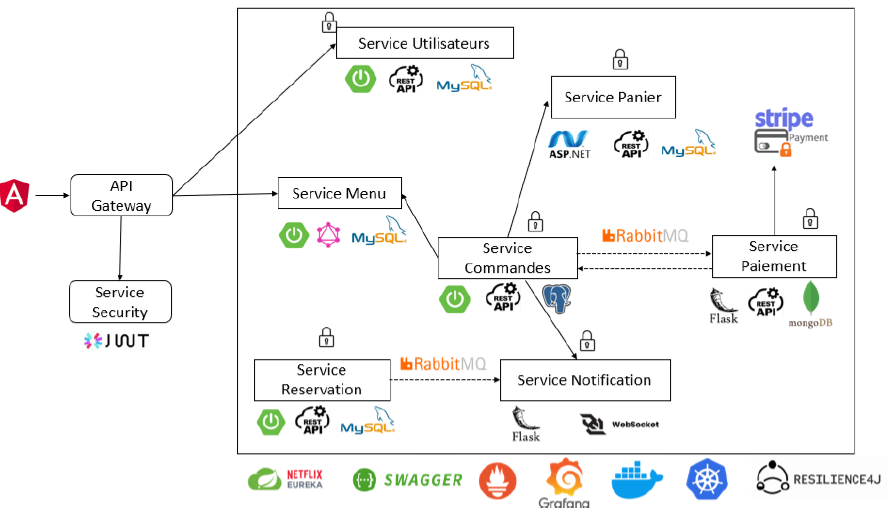 Service Utilisateurs
REST
API
MySQL
Service Panier
ASP.NET
REST
API
MySQL
stripe
Payment
A
API
Gateway
Service Menu
MySQL
Service
Commandes
REST
API
RabbitMQ
Service
Paiement
Flask
REST
API
mongoDB
Service
Security
JWT
Service
Reservation
REST
API
MySQL
RabbitMQ
Service Notification
Flask
WebSocket
NETFLIX
EUREKA
SWAGGER
Grafana
RESILIENCE4J